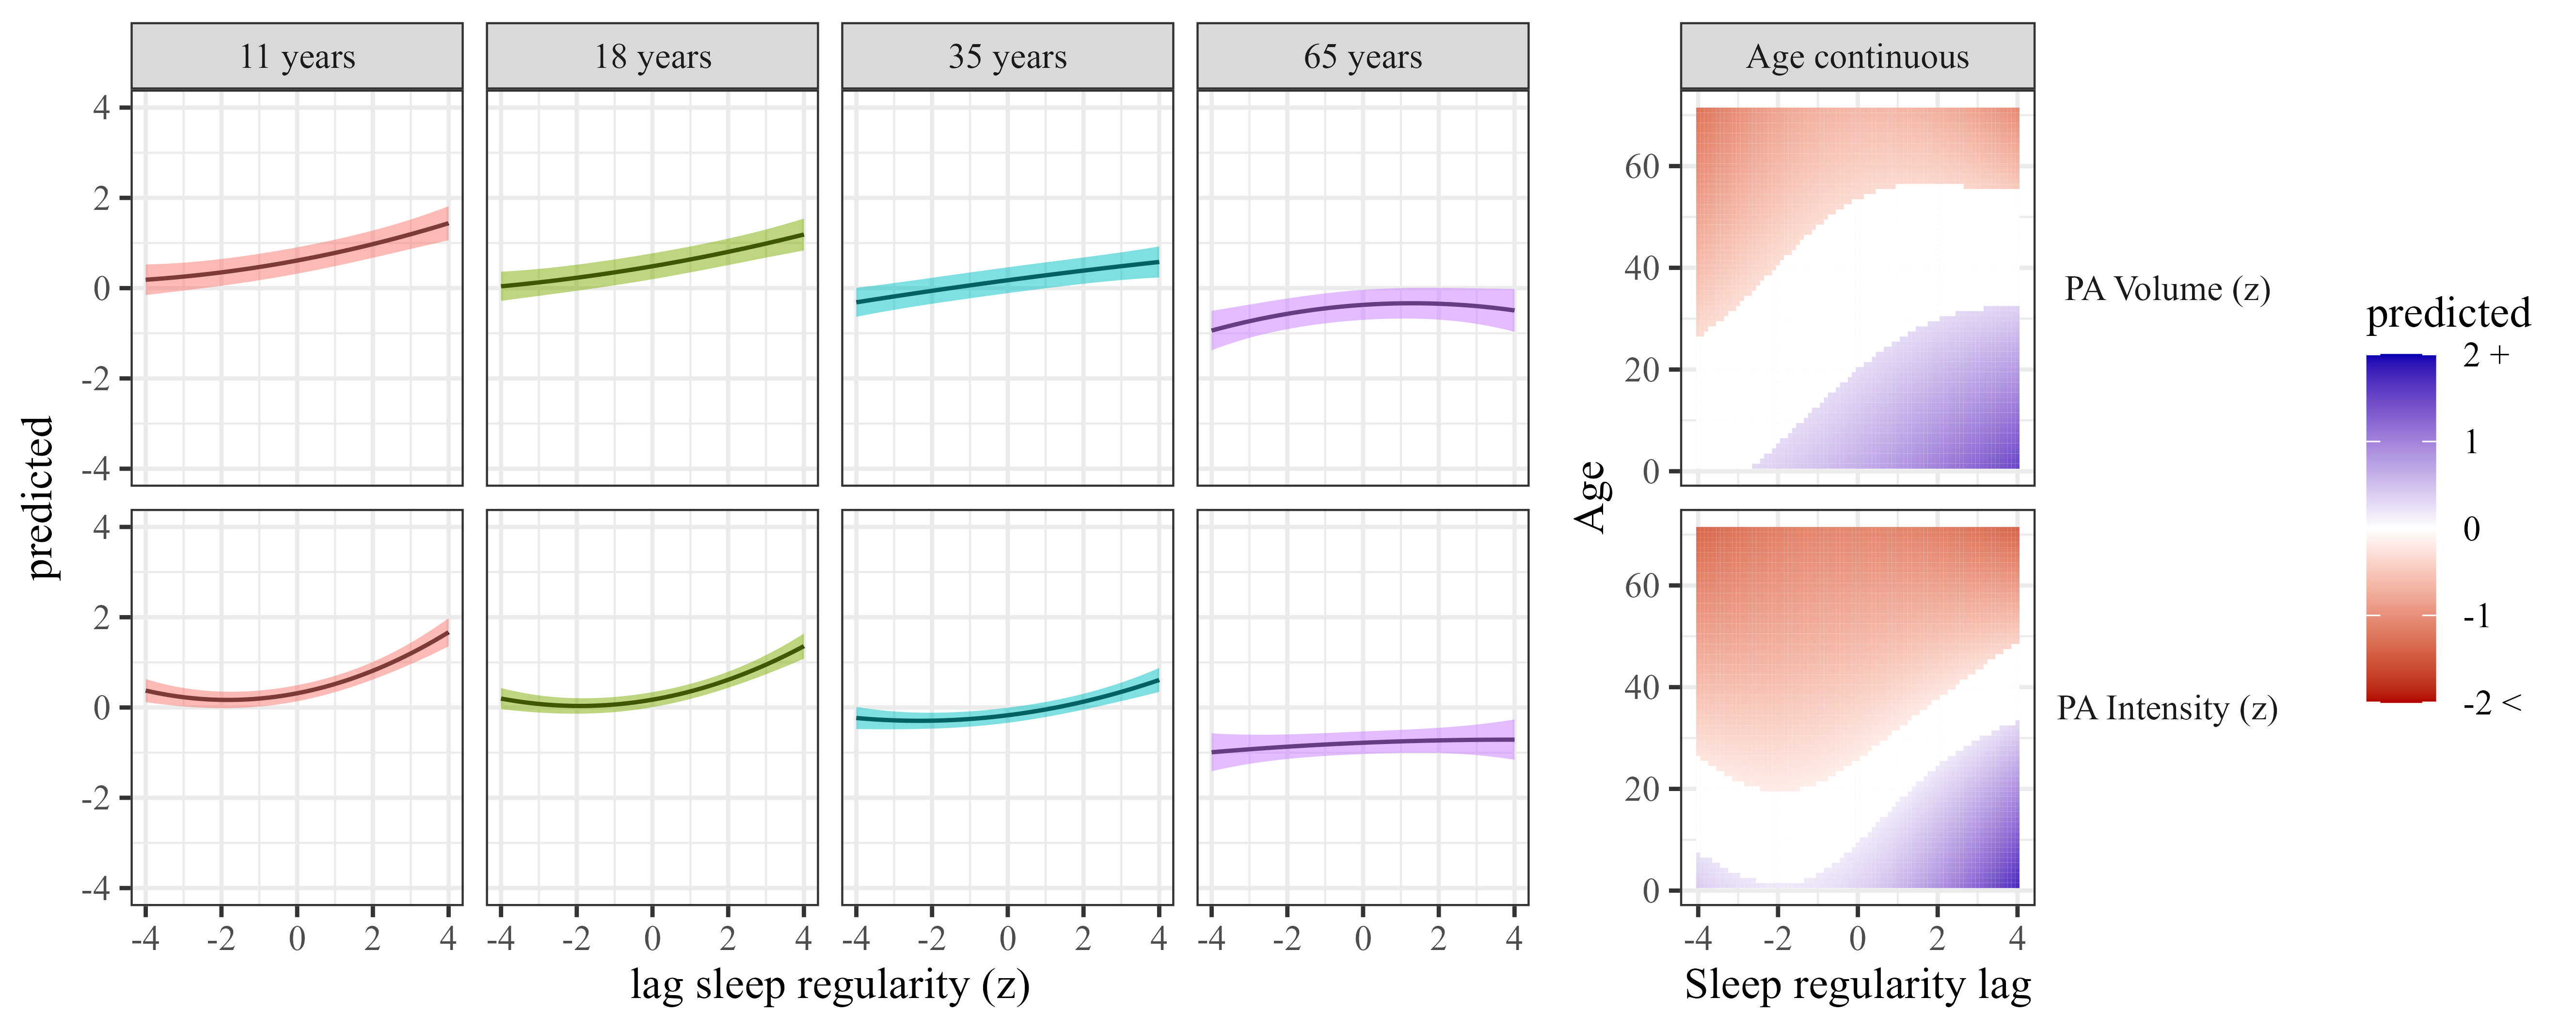 11 years
18 years
35 years
65 years
Age continuous
4
2
0
-2
-4
60
40
20
0
PA Volume (z)
predicted
2 +
1
0
-1
-2 <
predicted
Age
4
2
0
-2
-4
60
40
20
0
PA Intensity (z)
-4 -2 0 2 4
-4 -2 0 2 4
-4 -2 0 2 4
-4 -2 0 2 4
-4 -2 0 2 4
lag sleep regularity (z)
Sleep regularity lag